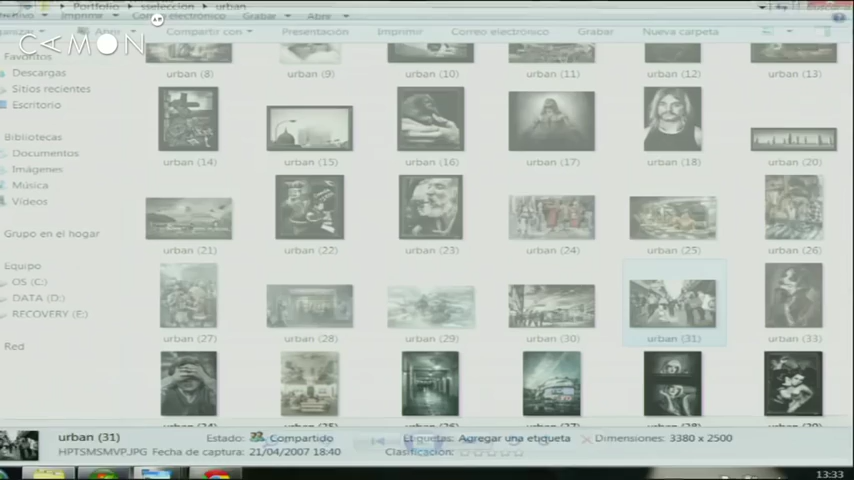 Portfolio ▸ sseleccion ▸ urban
Archivo Imprimir Correo electrónico Grabar Abrir
Abrir Compartir con Presentación Imprimir Correo electrónico Grabar Nueva carpeta
CAMON
Favoritos
Descargas
Sitios recientes
Escritorio
Bibliotecas
Documentos
Imágenes
Música
Vídeos
Grupo en el hogar
Equipo
OS (C:)
DATA (D:)
RECOVERY (E:)
Red
urban (8) urban (9) urban (10) urban (11) urban (12) urban (13)
urban (14) urban (15) urban (16) urban (17) urban (18) urban (20)
urban (21) urban (22) urban (23) urban (24) urban (25) urban (26)
urban (27) urban (28) urban (29) urban (30) urban (31) urban (33)
urban (31) Estado: Compartido Etiquetas: Agregar una etiqueta Dimensiones: 3380 x 2500
HPTSMSMVP.JPG Fecha de captura: 21/04/2007 18:40 Clasificación:
13:33